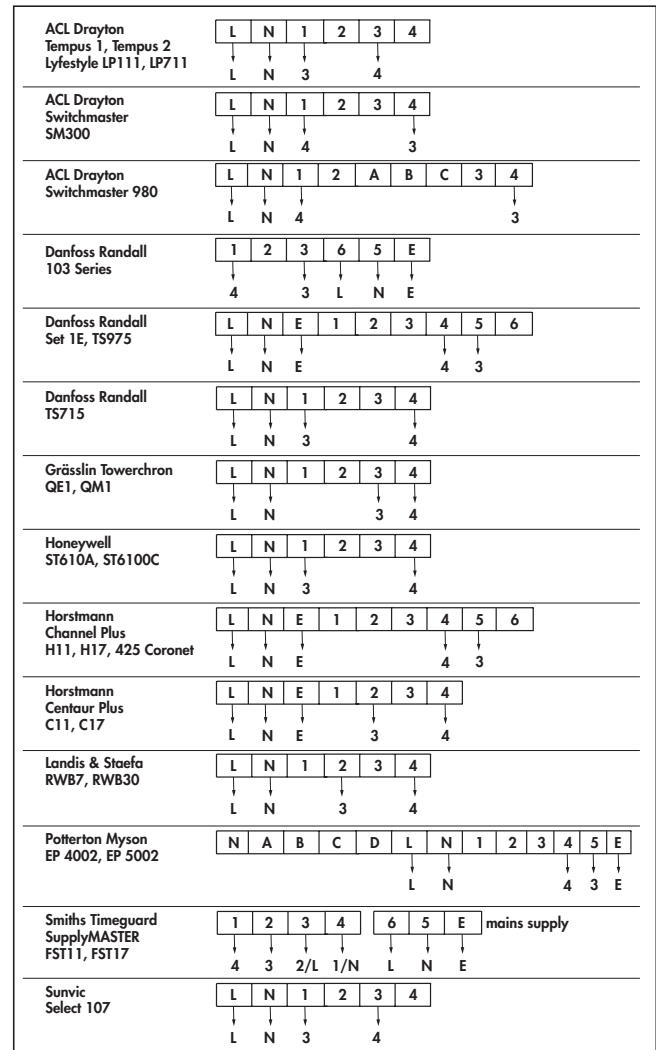 ACL Drayton
Tempus 1, Tempus 2
Lyfestyle LP111, LP711
L N 1 2 3 4
L N 3 4
ACL Drayton
Switchmaster
SM300
L N 1 2 3 4
L N 4 3
ACL Drayton
Switchmaster 980
L N 1 2 A B C 3 4
L N 4 3
Danfoss Randall
103 Series
1 2 3 6 5 E
4 3 L N E
Danfoss Randall
Set 1E, TS975
L N E 1 2 3 4 5 6
L N E 4 3
Danfoss Randall
TS715
L N 1 2 3 4
L N 3 4
Grässlin Towerchron
QE1, QM1
L N 1 2 3 4
L N 3 4
Honeywell
ST610A, ST6100C
L N 1 2 3 4
L N 3 4
Horstmann
Channel Plus
H11, H17, 425 Coronet
L N E 1 2 3 4 5 6
L N E 4 3
Horstmann
Centaur Plus
C11, C17
L N E 1 2 3 4
L N E 3 4
Landis & Staefa
RWB7, RWB30
L N 1 2 3 4
L N 3 4
Potterton Myson
EP 4002, EP 5002
N A B C D L N 1 2 3 4 5 E
L N 4 3 E
Smiths Timeguard
SupplyMASTER
FST11, FST17
1 2 3 4 6 5 E mains supply
4 3 2/L 1/N L N E
Sunvic
Select 107
L N 1 2 3 4
L N 3 4